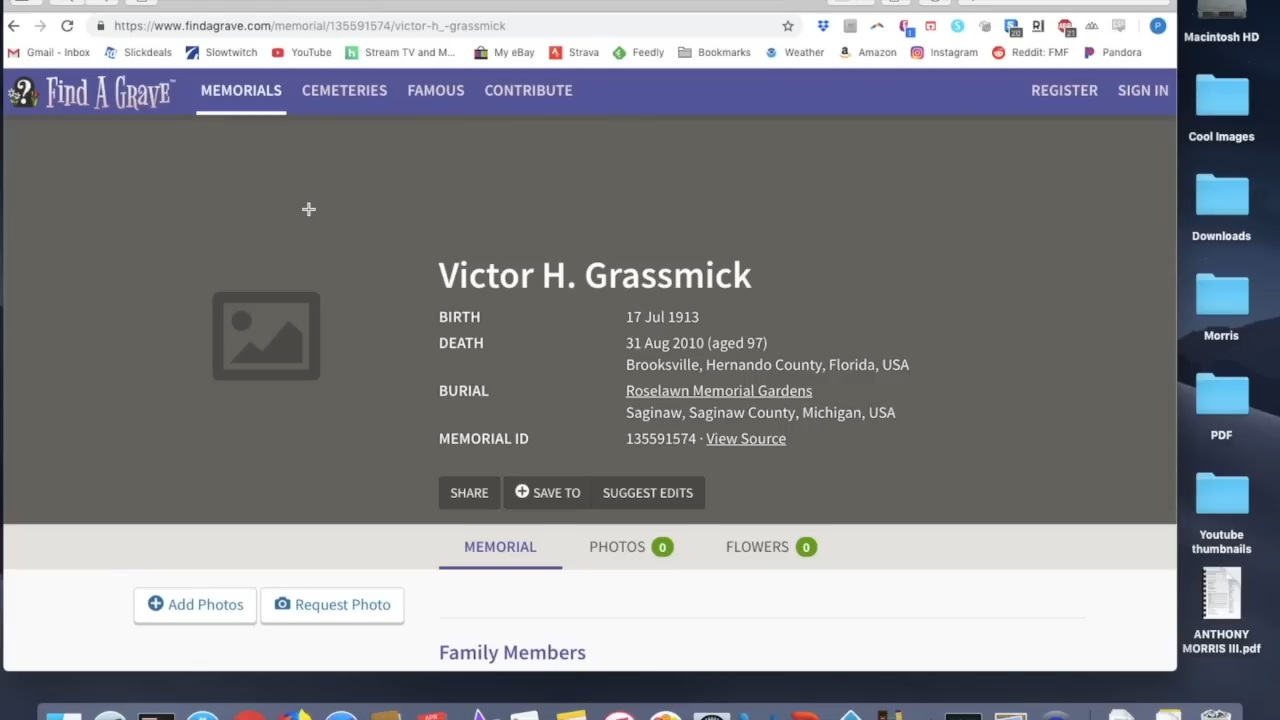 https://www.findagrave.com/memorial/135591574/victor-h_-grassmick
Gmail - Inbox Slickdeals Slowtwitch YouTube Stream TV and M... My eBay Strava Feedly Bookmarks Weather Amazon Instagram Reddit: FMF Pandora
Find A Grave™ MEMORIALS CEMETERIES FAMOUS CONTRIBUTE REGISTER SIGN IN
Victor H. Grassmick
BIRTH 17 Jul 1913
DEATH 31 Aug 2010 (aged 97)
Brooksville, Hernando County, Florida, USA
BURIAL Roselawn Memorial Gardens
Saginaw, Saginaw County, Michigan, USA
MEMORIAL ID 135591574 · View Source
SHARE SAVE TO SUGGEST EDITS
MEMORIAL PHOTOS 0 FLOWERS 0
Add Photos Request Photo
Family Members
Macintosh HD
Cool Images
Downloads
Morris
PDF
Youtube
thumbnails
ANTHONY
MORRIS III.pdf